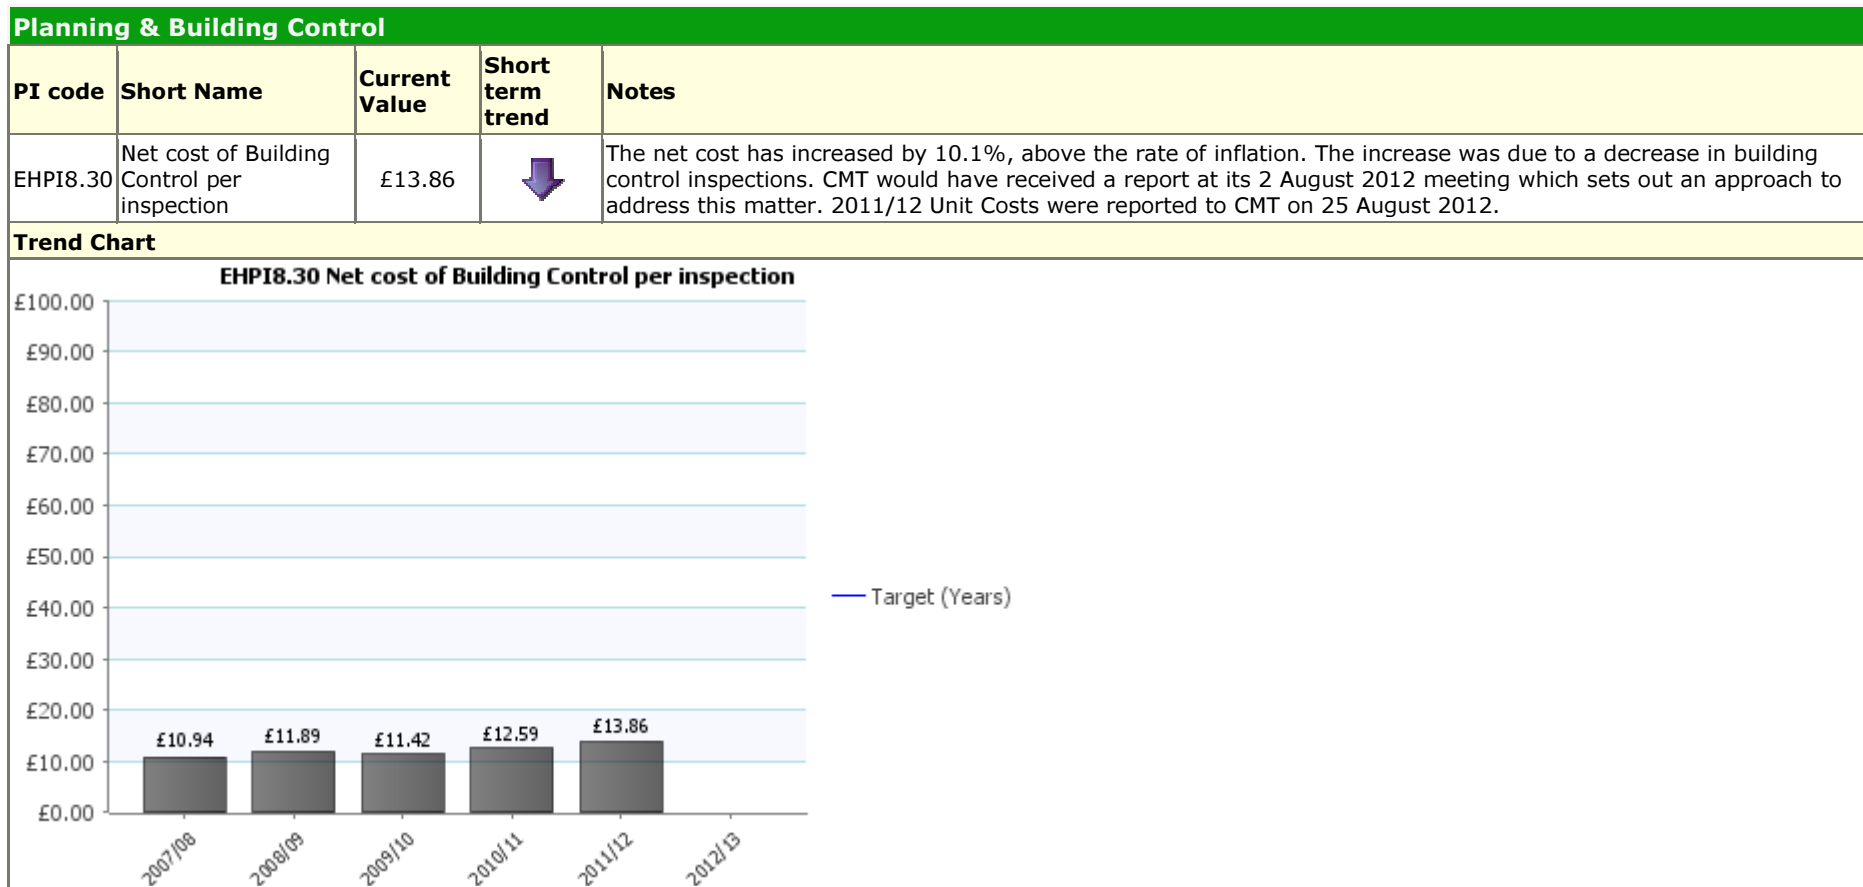 Planning & Building Control
PI code
Short Name
Current
Value
Short
term
trend
Notes
EHPI8.30
Net cost of Building
Control per
inspection
£13.86
The net cost has increased by 10.1%, above the rate of inflation. The increase was due to a decrease in building
control inspections. CMT would have received a report at its 2 August 2012 meeting which sets out an approach to
address this matter. 2011/12 Unit Costs were reported to CMT on 25 August 2012.
Trend Chart
EHPI8.30 Net cost of Building Control per inspection
£100.00
£90.00
£80.00
£70.00
£60.00
£50.00
£40.00
£30.00
£20.00
£10.00
£0.00
£10.94
£11.89
£11.42
£12.59
£13.86
2007/08
2008/09
2009/10
2010/11
2011/12
2012/13
Target (Years)